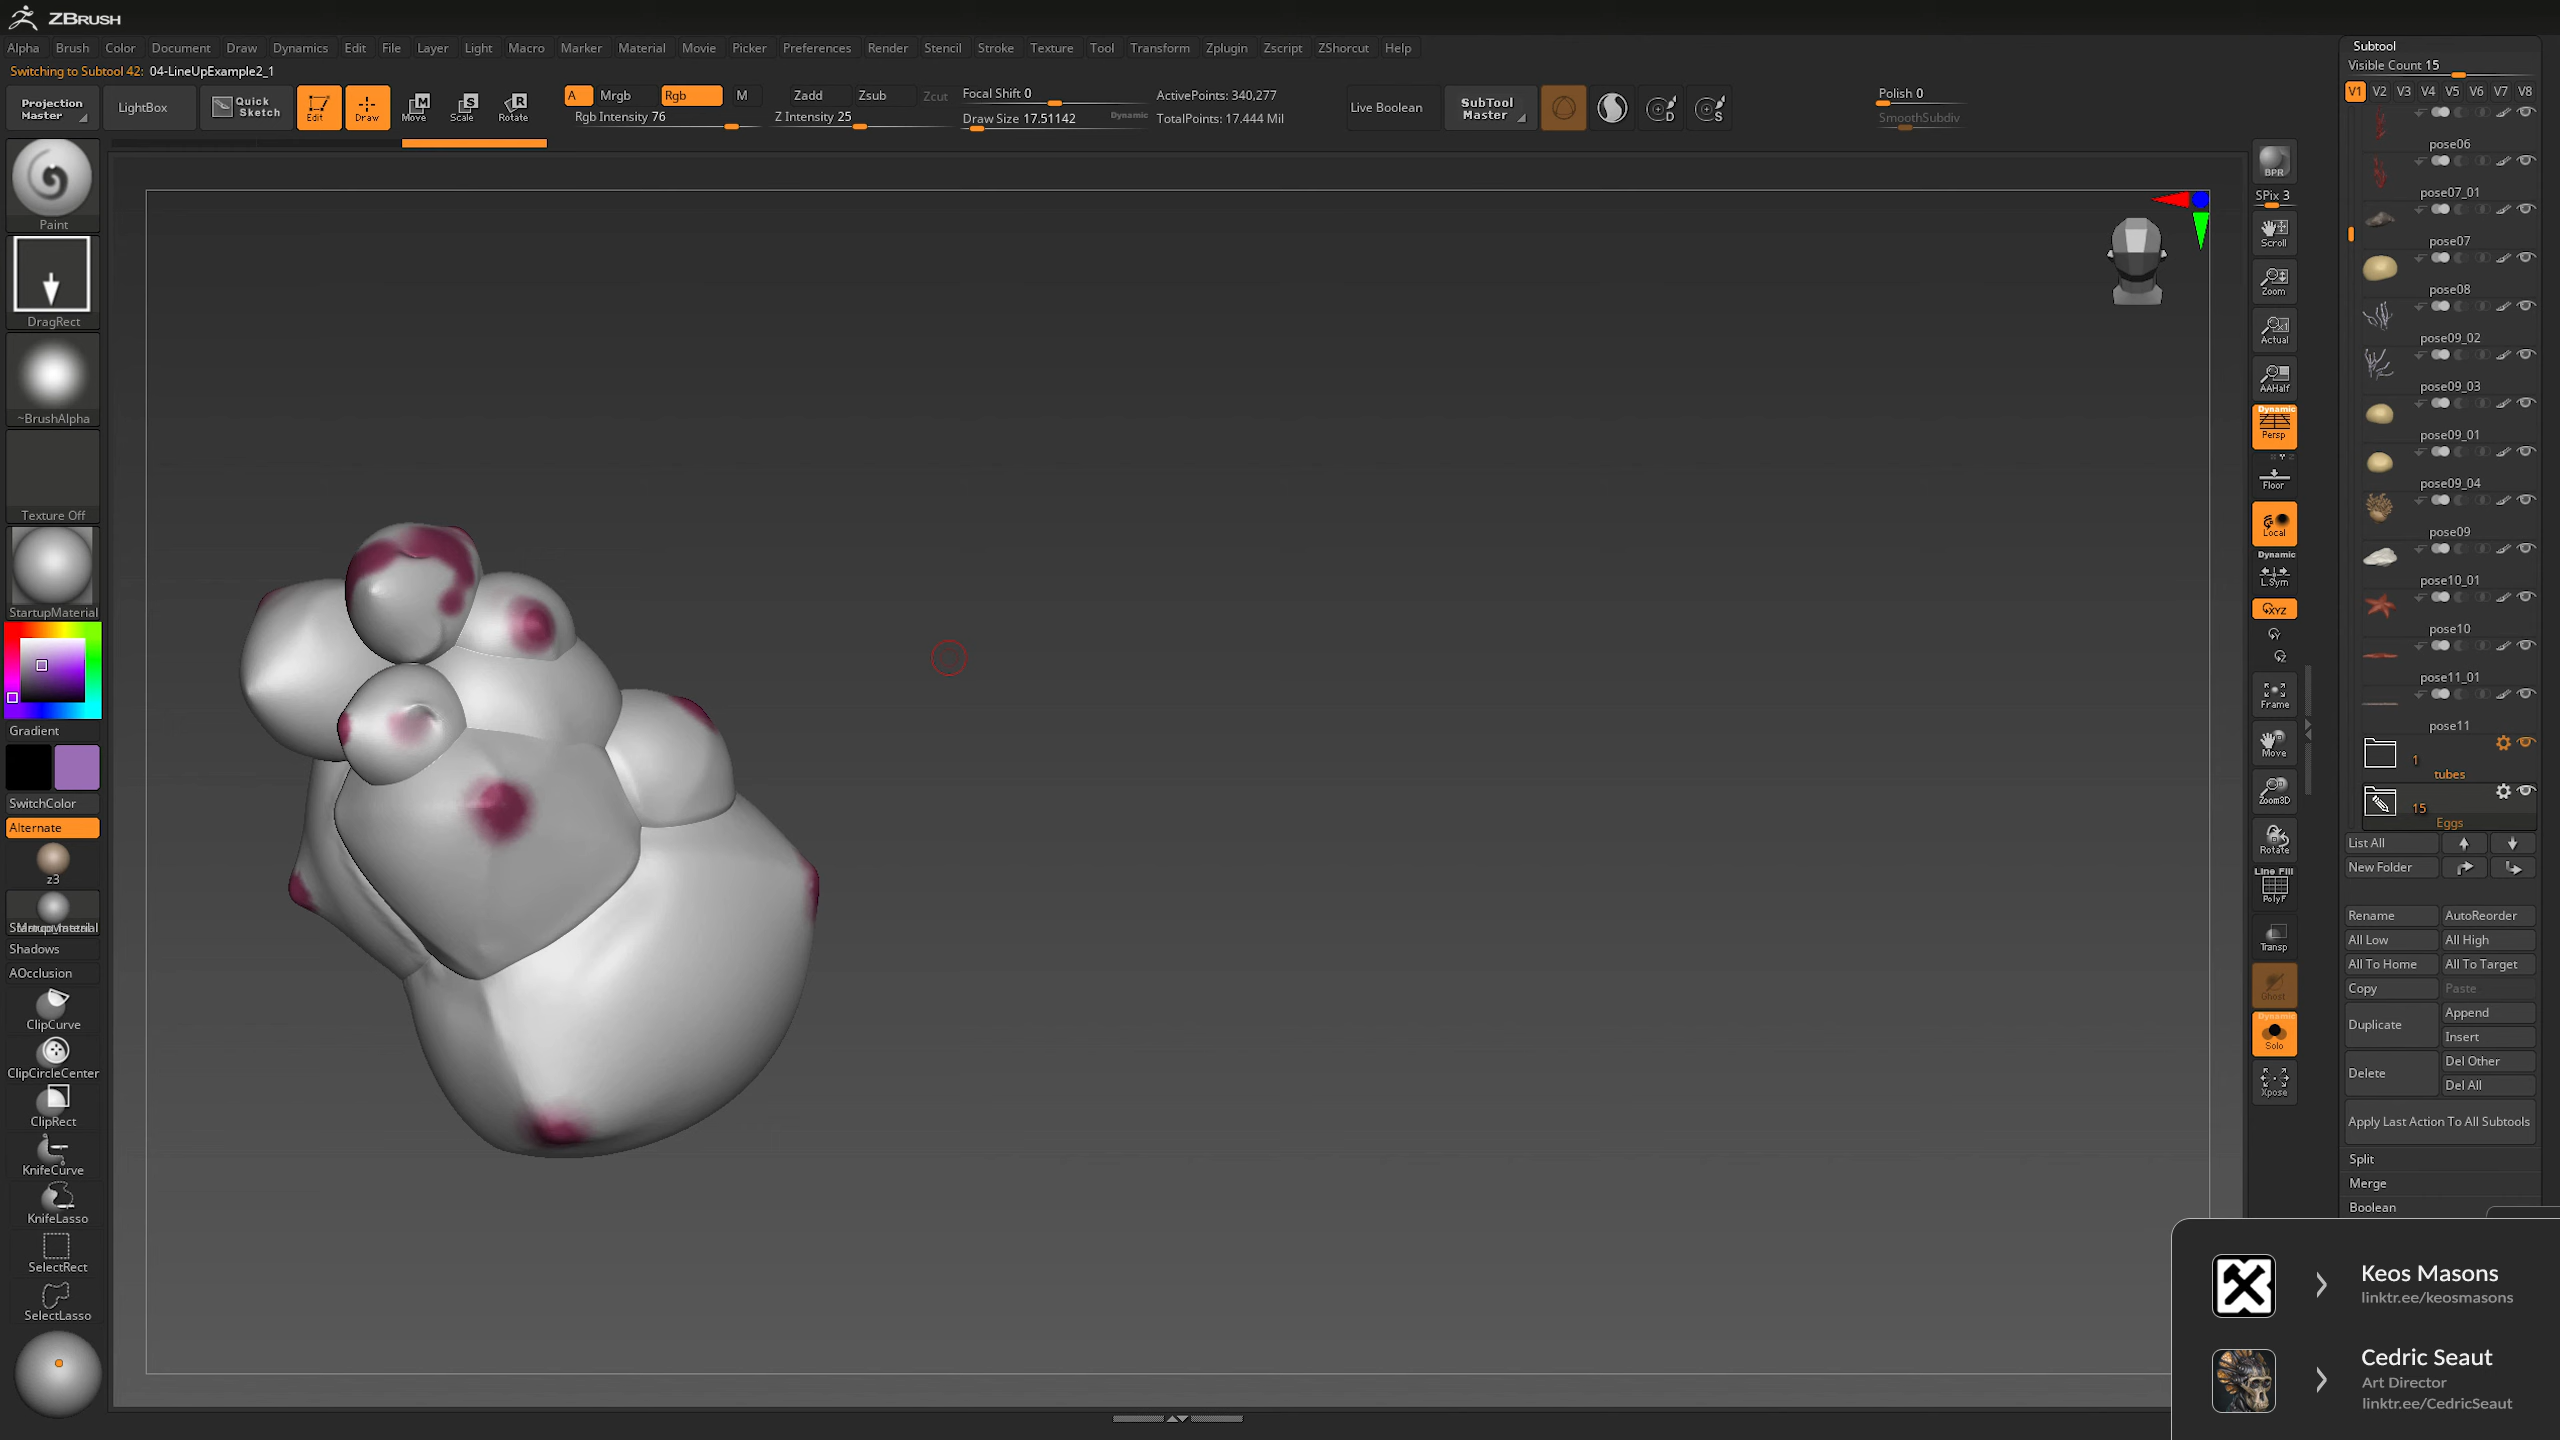 ZBRUSH
Alpha Brush Color Document Draw Dynamics Edit File Layer Light Macro Marker Material Movie Picker Preferences Render Stencil Stroke Texture Tool Transform Zplugin Zscript ZShorcut Help
Switching to Subtool 42: 04-LineUpExample2_1
Projection Master
LightBox
Quick Sketch
Edit
Draw
Move
Scale
Rotate
A Mrgb Rgb M
Rgb Intensity 76
Zadd Zsub Zcut
Z Intensity 25
Focal Shift 0
Draw Size 17.51142
Dynamic
ActivePoints: 340,277
TotalPoints: 17.444 Mil
Live Boolean
SubTool Master
Polish 0
SmoothSubdiv
Paint
DragRect
~BrushAlpha
Texture Off
StartupMaterial
Gradient
SwitchColor
Alternate
z3
Shadows
AOcclusion
ClipCurve
ClipCircleCenter
ClipRect
KnifeCurve
KnifeLasso
SelectRect
SelectLasso
BPR
SPix 3
Scroll
Zoom
Actual
AAHalf
Dynamic
Persp
Floor
Local
Dynamic
L.Sym
XYZ
Frame
Move
Zoom3D
Rotate
Line Fill
PolyF
Transp
Ghost
Dynamic
Solo
Xpose
Subtool
Visible Count 15
V1 V2 V3 V4 V5 V6 V7 V8
pose06
pose07_01
pose07
pose08
pose09_02
pose09_03
pose09_01
pose09_04
pose09
pose10_01
pose10
pose11_01
pose11
1
tubes
15
Eggs
List All
New Folder
Rename AutoReorder
All Low All High
All To Home All To Target
Copy Paste
Duplicate Append
Insert
Delete Del Other
Del All
Apply Last Action To All Subtools
Split
Merge
Boolean
Keos Masons
linktr.ee/keosmasons
Cedric Seaut
Art Director
linktr.ee/CedricSeaut